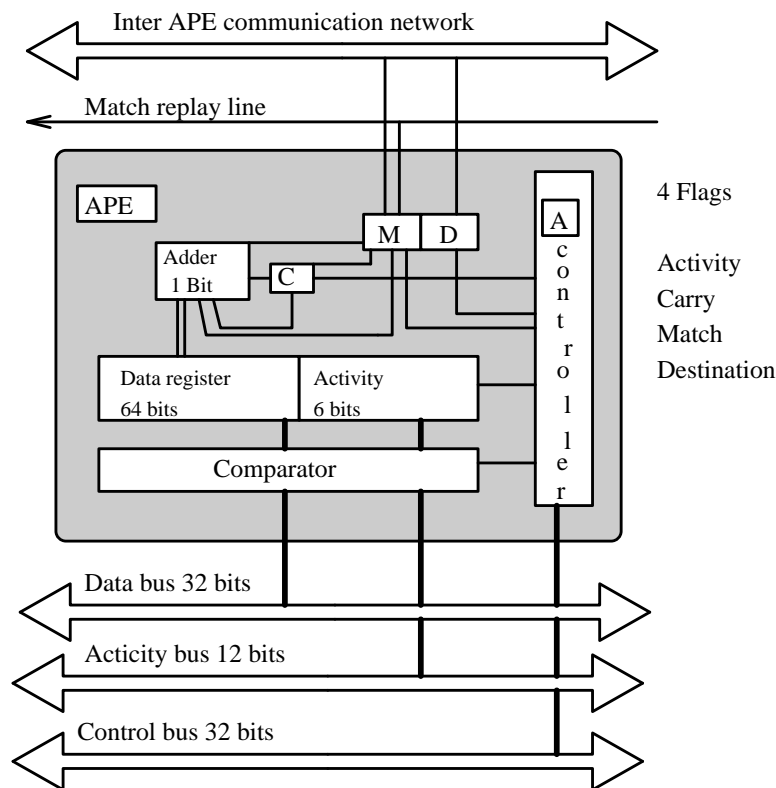 Inter APE communication network
Match replay line
APE
4 Flags
A
M D
Adder
1 Bit
C
controller
Activity
Carry
Match
Destination
Data register
64 bits
Activity
6 bits
Comparator
Data bus 32 bits
Acticity bus 12 bits
Control bus 32 bits